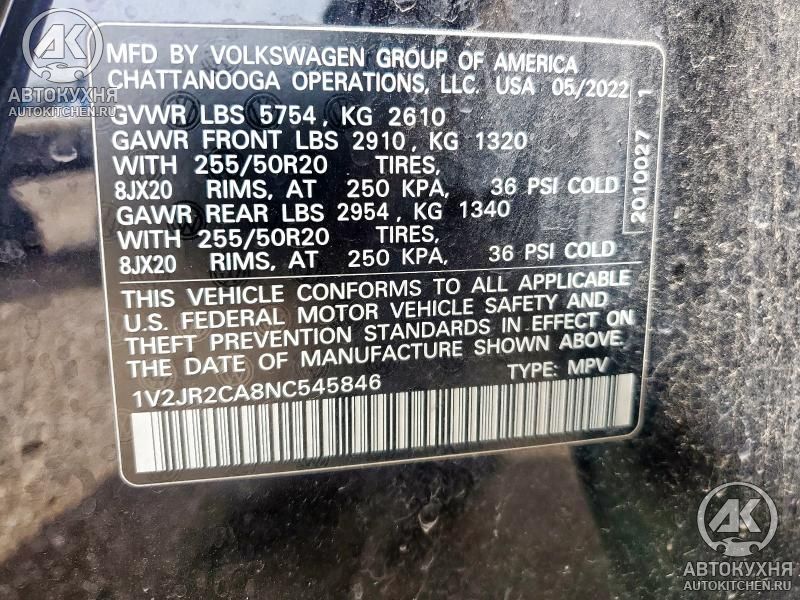 AK
АВТОКУХНЯ
AUTOKITCHEN.RU
MFD BY VOLKSWAGEN GROUP OF AMERICA
CHATTANOOGA OPERATIONS, LLC. USA 05/2022
GVWR LBS 5754, KG 2610
GAWR FRONT LBS 2910, KG 1320
WITH 255/50R20 TIRES,
8JX20 RIMS, AT 250 KPA, 36 PSI COLD
GAWR REAR LBS 2954, KG 1340
WITH 255/50R20 TIRES,
8JX20 RIMS, AT 250 KPA, 36 PSI COLD
2010027 1
THIS VEHICLE CONFORMS TO ALL APPLICABLE
U.S. FEDERAL MOTOR VEHICLE SAFETY AND
THEFT PREVENTION STANDARDS IN EFFECT ON
THE DATE OF MANUFACTURE SHOWN ABOVE.
1V2JR2CA8NC545846 TYPE: MPV
AK
АВТОКУХНЯ
AUTOKITCHEN.RU